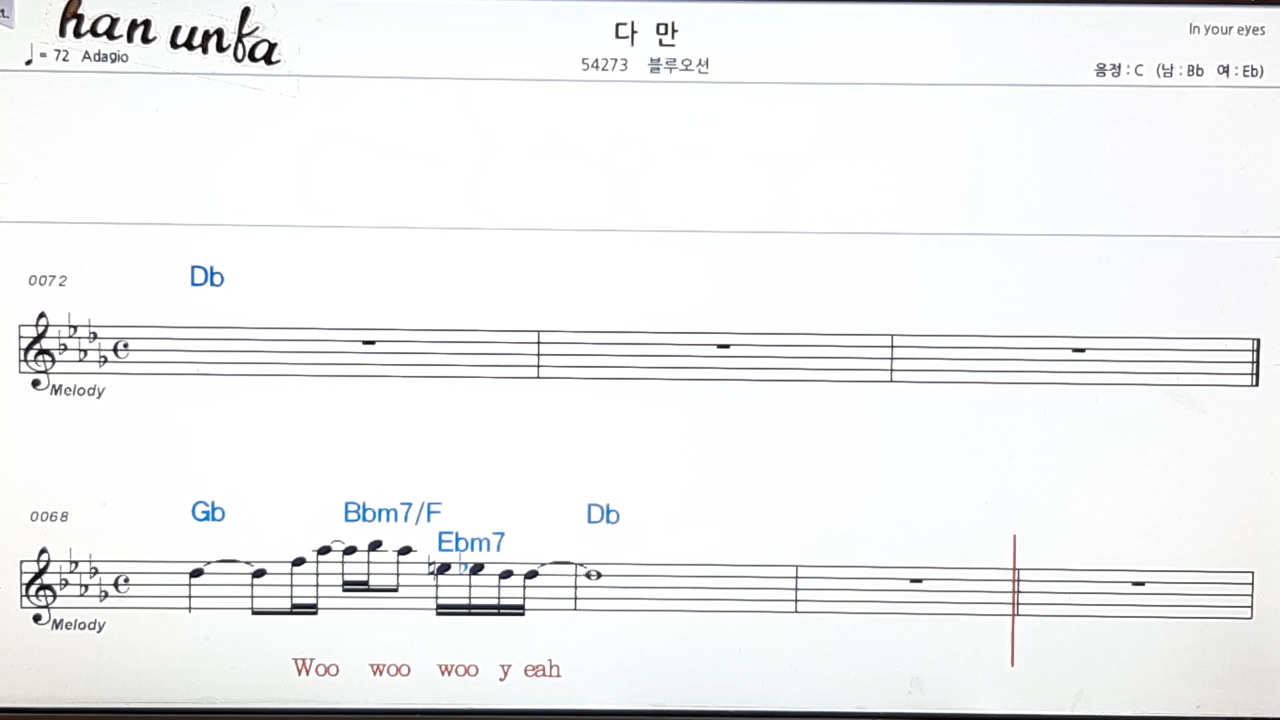 han unfa
♩ = 72 Adagio
다 만
54273 블루오션
In your eyes
음정 : C (남 : Bb 여 : Eb)
0072
Db
Melody
0068
Gb Bbm7/F Db
Ebm7
Melody
Woo woo woo y eah